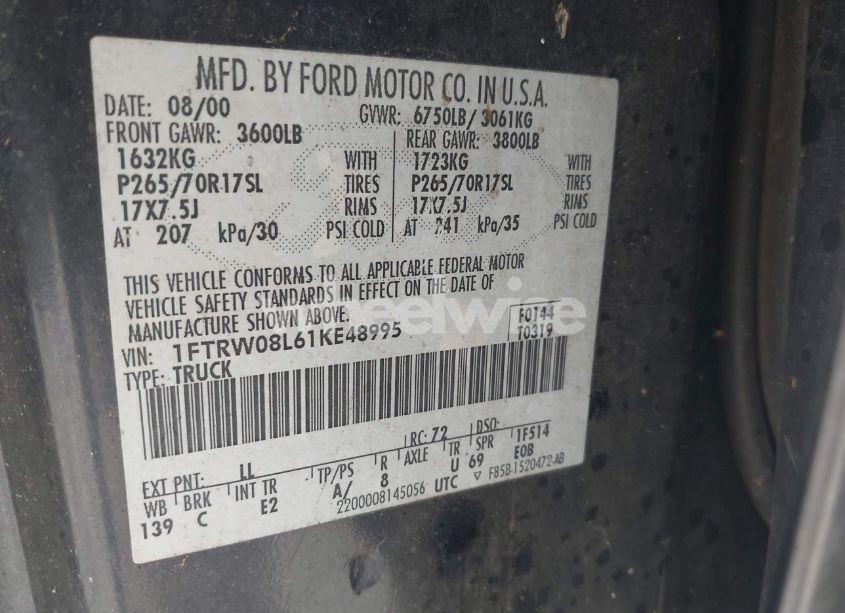 MFD. BY FORD MOTOR CO. IN U.S.A.
DATE: 08/00 GVWR: 6750LB/ 3061KG
FRONT GAWR: 3600LB REAR GAWR: 3800LB
1632KG WITH 1723KG WITH
P265/70R17SL TIRES P265/70R17SL TIRES
17X7.5J RIMS 17X7.5J RIMS
AT 207 kPa/30 PSI COLD AT 241 kPa/35 PSI COLD
THIS VEHICLE CONFORMS TO ALL APPLICABLE FEDERAL MOTOR
VEHICLE SAFETY STANDARDS IN EFFECT ON THE DATE OF
MANUFACTURE SHOWN ABOVE.
VIN: 1FTRW08L61KE48995 F0144
TYPE: TRUCK T0319
EXT PNT: LL RC: 72 DSO:
WB BRK INT TR TP/PS R AXLE TR SPR 1F514
139 C E2 A/ 8 U 69 EOB
2200008145056 UTC ▽ F85B-1520472-AB